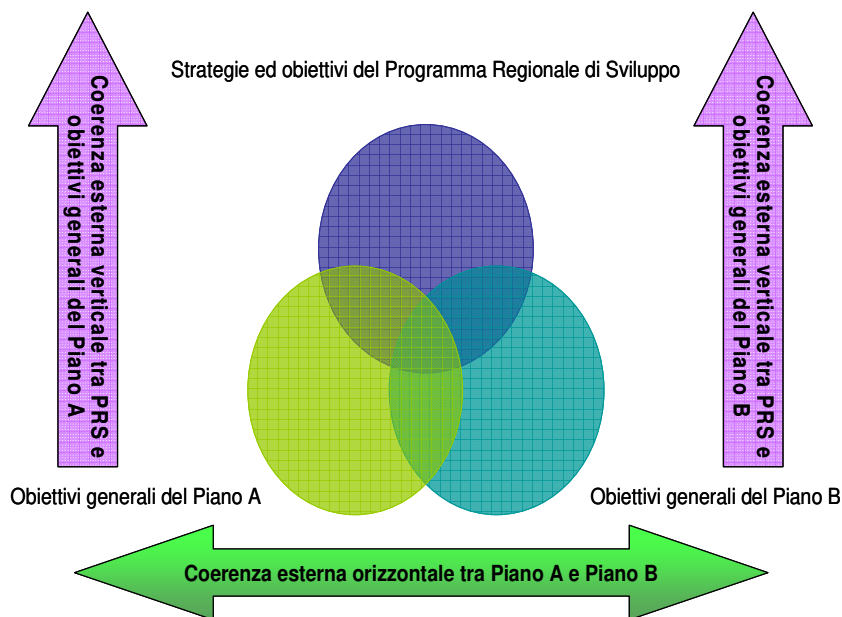 Strategie ed obiettivi del Programma Regionale di Sviluppo
Coerenza esterna verticale tra PRS e
obiettivi generali del Piano A
Coerenza esterna verticale tra PRS e
obiettivi generali del Piano B
Obiettivi generali del Piano A
Obiettivi generali del Piano B
Coerenza esterna orizzontale tra Piano A e Piano B